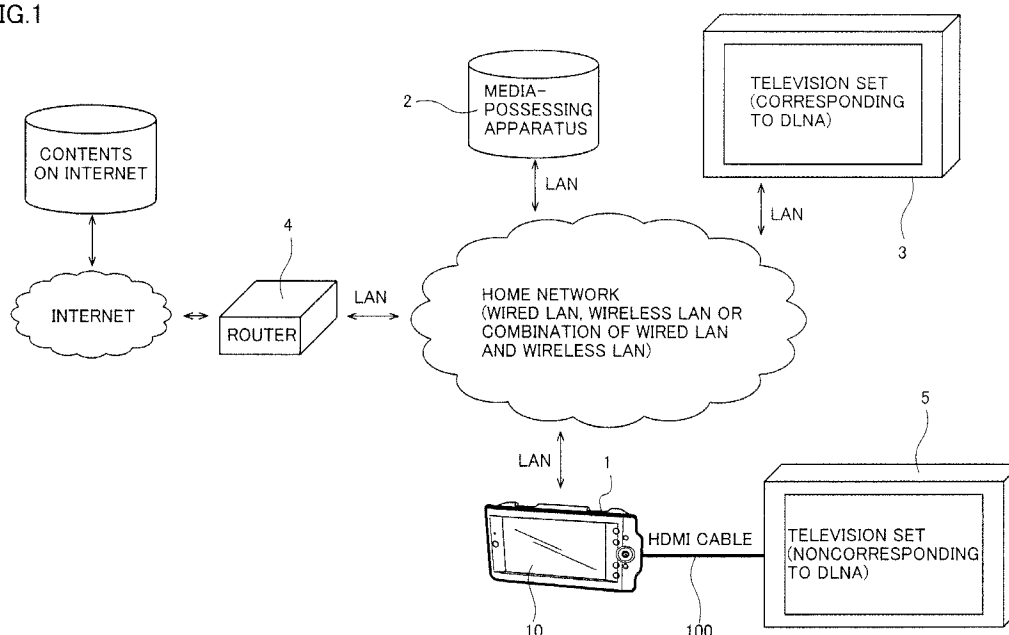 IG.1
CONTENTS
ON INTERNET
INTERNET
4
ROUTER
LAN
2
MEDIA-
POSSESSING
APPARATUS
LAN
TELEVISION SET
(CORRESPONDING
TO DLNA)
LAN
3
HOME NETWORK
(WIRED LAN, WIRELESS LAN OR
COMBINATION OF WIRED LAN
AND WIRELESS LAN)
LAN
1
10
HDMI CABLE
100
5
TELEVISION SET
(NONCORRESPONDING
TO DLNA)